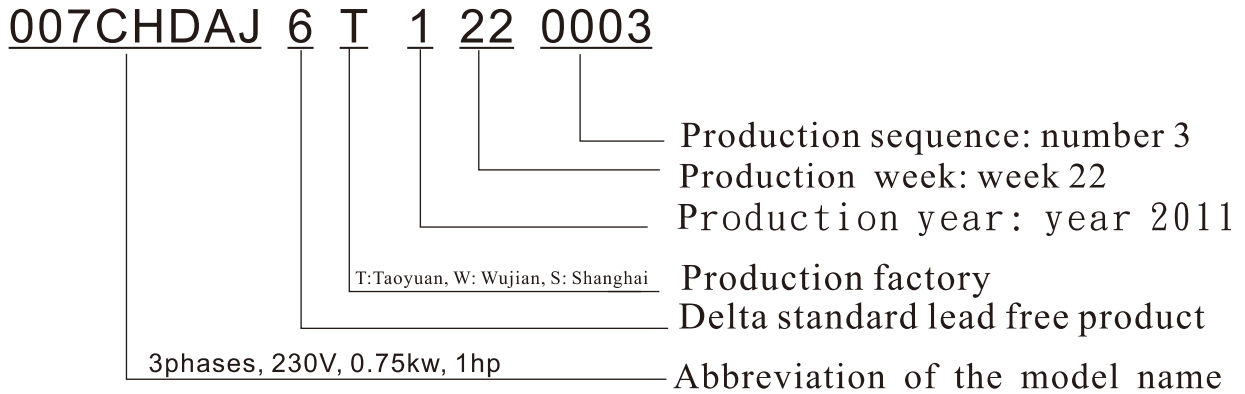 007CHDAJ 6 T 1 22 0003
Production sequence: number 3
Production week: week 22
Production year: year 2011
T:Taoyuan, W: Wujian, S: Shanghai Production factory
Delta standard lead free product
3phases, 230V, 0.75kw, 1hp
Abbreviation of the model name